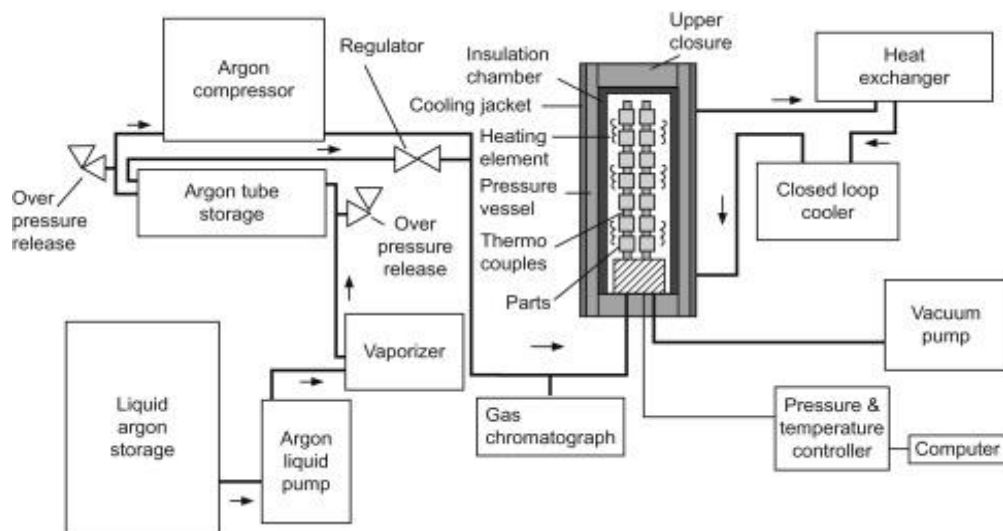 Argon
compressor
Regulator
Upper
closure
Insulation
chamber
Cooling jacket
Heating
element
Pressure
vessel
Thermo
couples
Parts
Heat
exchanger
Closed loop
cooler
Over
pressure
release
Argon tube
storage
Over
pressure
release
Vaporizer
Liquid
argon
storage
Argon
liquid
pump
Gas
chromatograph
Vacuum
pump
Pressure &
temperature
controller
Computer